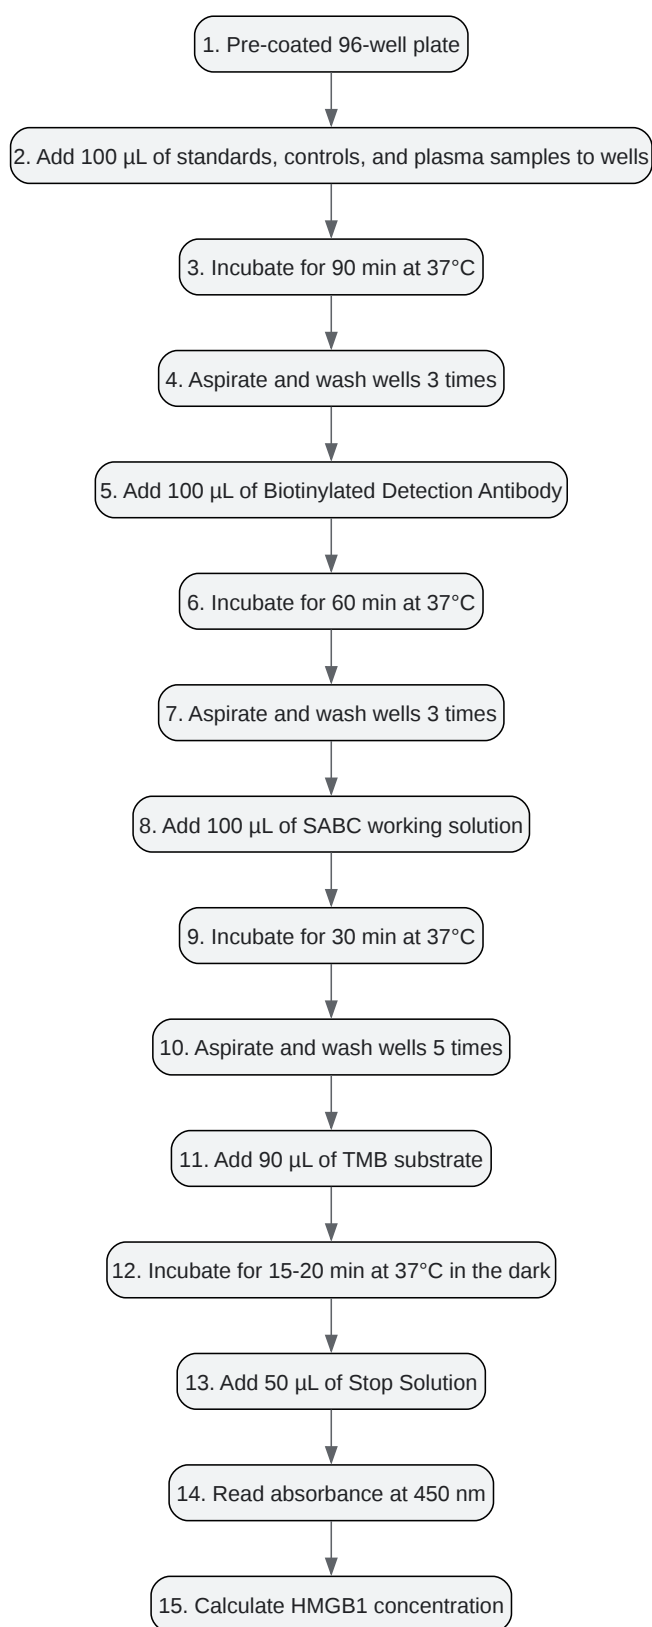 1. Pre-coated 96-well plate
2. Add 100 µL of standards, controls, and plasma samples to wells
3. Incubate for 90 min at 37°C
4. Aspirate and wash wells 3 times
5. Add 100 µL of Biotinylated Detection Antibody
6. Incubate for 60 min at 37°C
7. Aspirate and wash wells 3 times
8. Add 100 µL of SABC working solution
9. Incubate for 30 min at 37°C
10. Aspirate and wash wells 5 times
11. Add 90 µL of TMB substrate
12. Incubate for 15-20 min at 37°C in the dark
13. Add 50 µL of Stop Solution
14. Read absorbance at 450 nm
15. Calculate HMGB1 concentration